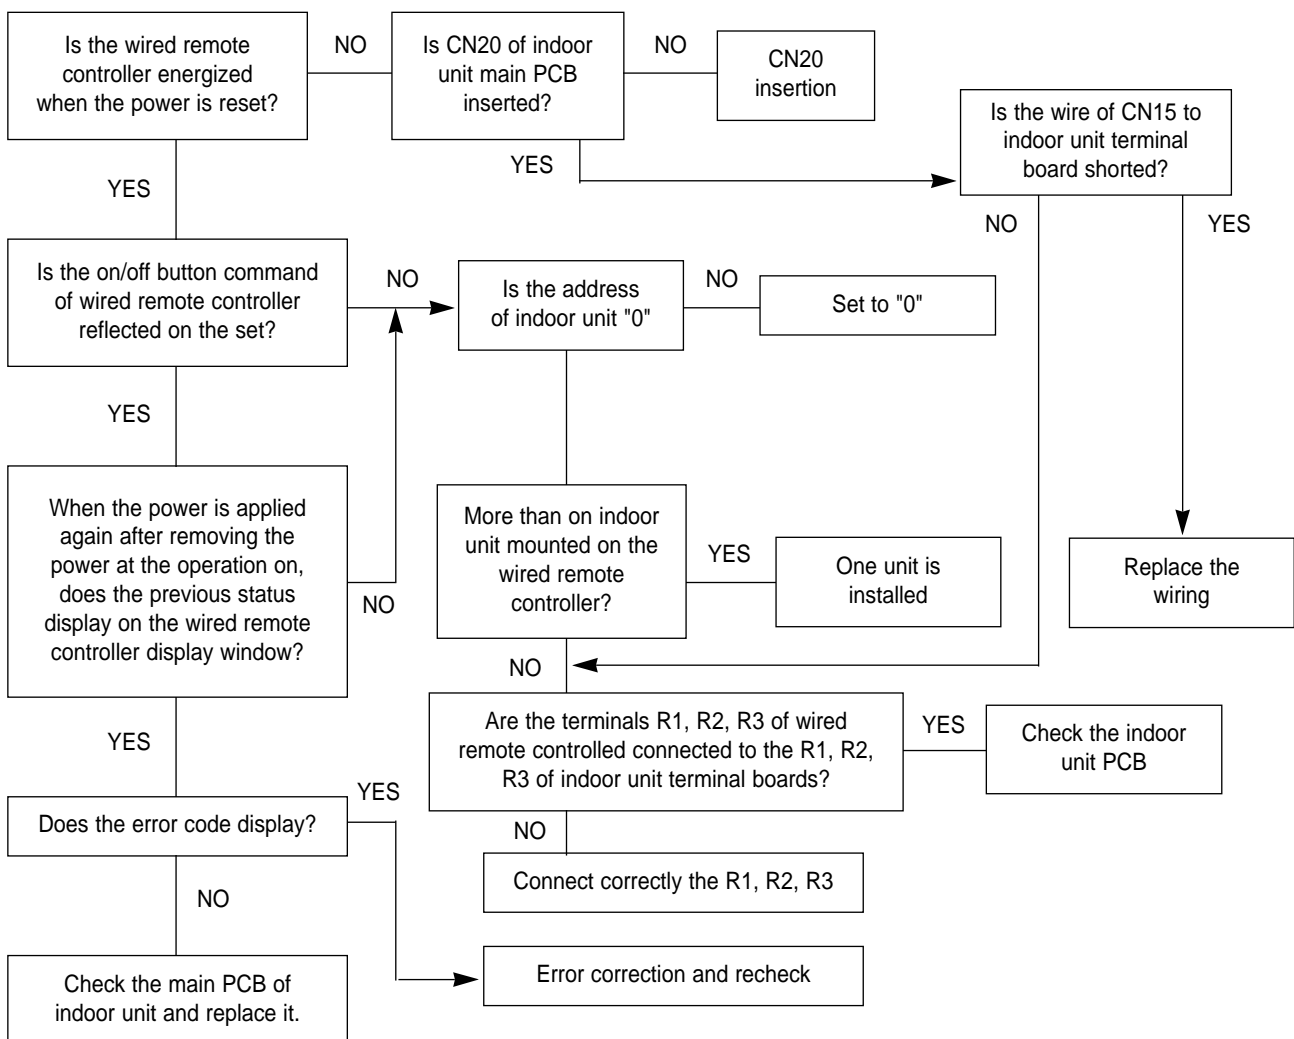 Is the wired remote
controller energized
when the power is reset?
NO
Is CN20 of indoor
unit main PCB
inserted?
NO
CN20
insertion
Is the wire of CN15 to
indoor unit terminal
board shorted?
YES
YES
NO
YES
Is the on/off button command
of wired remote controller
reflected on the set?
NO
Is the address
of indoor unit "0"
NO
Set to "0"
YES
When the power is applied
again after removing the
power at the operation on,
does the previous status
display on the wired remote
controller display window?
NO
More than on indoor
unit mounted on the
wired remote
controller?
YES
One unit is
installed
Replace the
wiring
NO
YES
Are the terminals R1, R2, R3 of wired
remote controlled connected to the R1, R2,
R3 of indoor unit terminal boards?
YES
Check the indoor
unit PCB
Does the error code display?
YES
NO
Connect correctly the R1, R2, R3
NO
Check the main PCB of
indoor unit and replace it.
Error correction and recheck